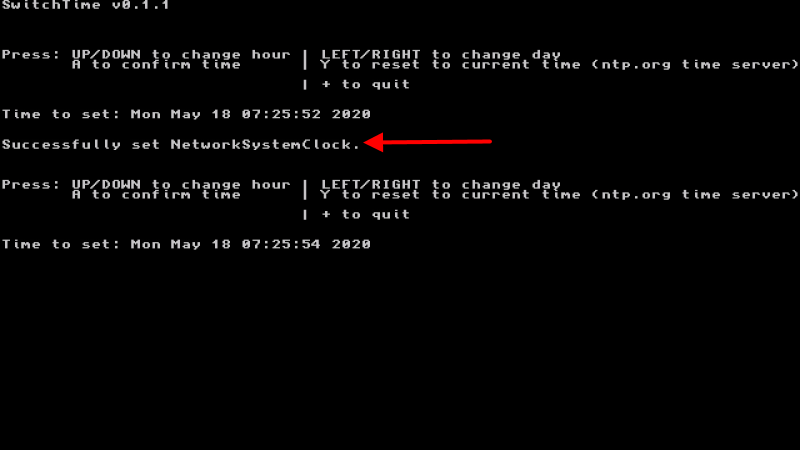 SwitchTime v0.1.1
Press: UP/DOWN to change hour | LEFT/RIGHT to change day
A to confirm time | Y to reset to current time (ntp.org time server)
| + to quit
Time to set: Mon May 18 07:25:52 2020
Successfully set NetworkSystemClock.
Press: UP/DOWN to change hour | LEFT/RIGHT to change day
A to confirm time | Y to reset to current time (ntp.org time server)
| + to quit
Time to set: Mon May 18 07:25:54 2020